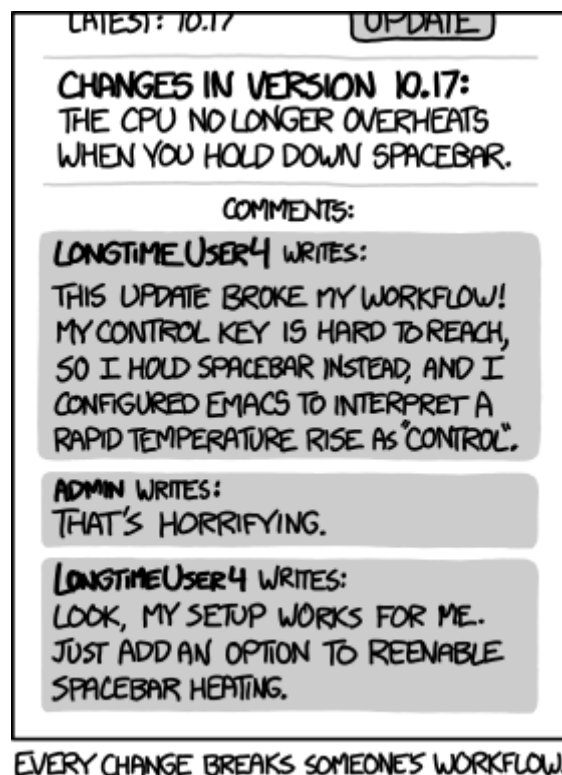 LATEST: 10.17 UPDATE
CHANGES IN VERSION 10.17:
THE CPU NO LONGER OVERHEATS
WHEN YOU HOLD DOWN SPACEBAR.
COMMENTS:
LONGTIMEUSER4 WRITES:
THIS UPDATE BROKE MY WORKFLOW!
MY CONTROL KEY IS HARD TO REACH,
SO I HOLD SPACEBAR INSTEAD, AND I
CONFIGURED EMACS TO INTERPRET A
RAPID TEMPERATURE RISE AS "CONTROL".
ADMIN WRITES:
THAT'S HORRIFYING.
LONGTIMEUSER4 WRITES:
LOOK, MY SETUP WORKS FOR ME.
JUST ADD AN OPTION TO REENABLE
SPACEBAR HEATING.
EVERY CHANGE BREAKS SOMEONE'S WORKFLOW.